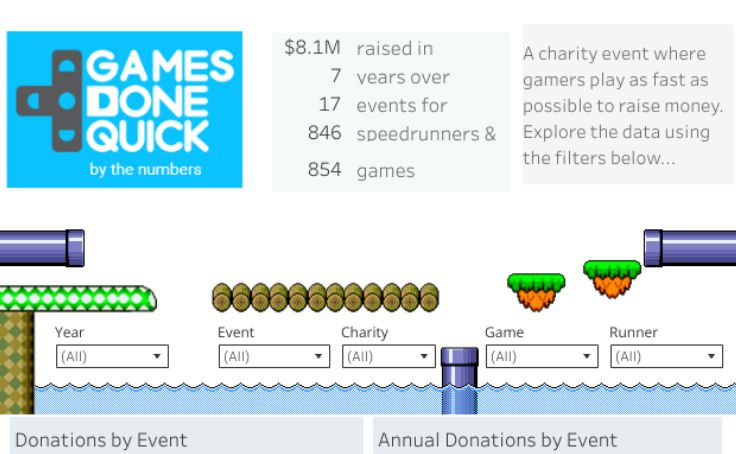 GAMES
DONE
QUICK
by the numbers
$8.1M raised in
7 years over
17 events for
846 speedrunners &
854 games
A charity event where
gamers play as fast as
possible to raise money.
Explore the data using
the filters below...
Year Event Charity Game Runner
(All) (All) (All) (All) (All)
Donations by Event
Annual Donations by Event